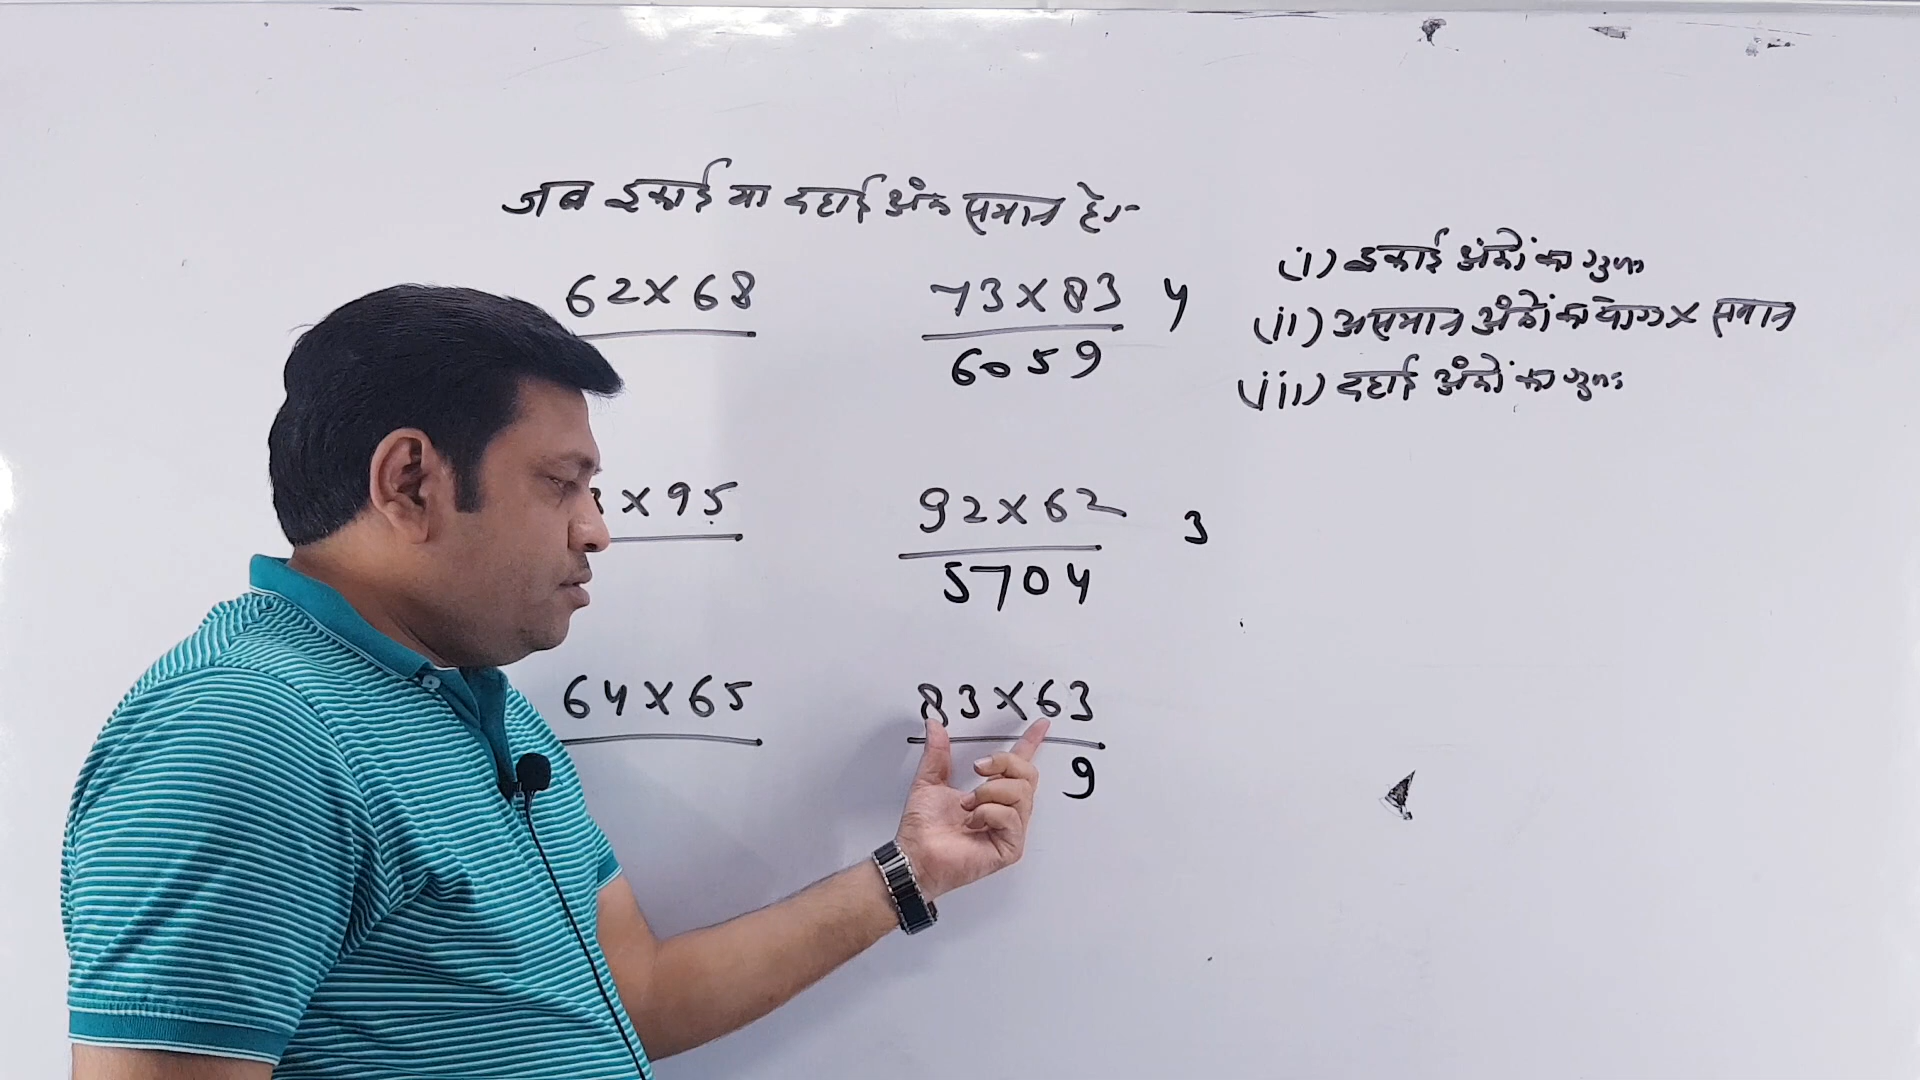 जब इकाई या दहाई अंक समान हो-
62 x 68
73 x 83 4
6059
x 95
92 x 62 3
5704
64 x 65
83 x 63
9
(i) इकाई अंकों का गुणा
(ii) असमान अंकों का योग x समान
(iii) दहाई अंकों का गुणा